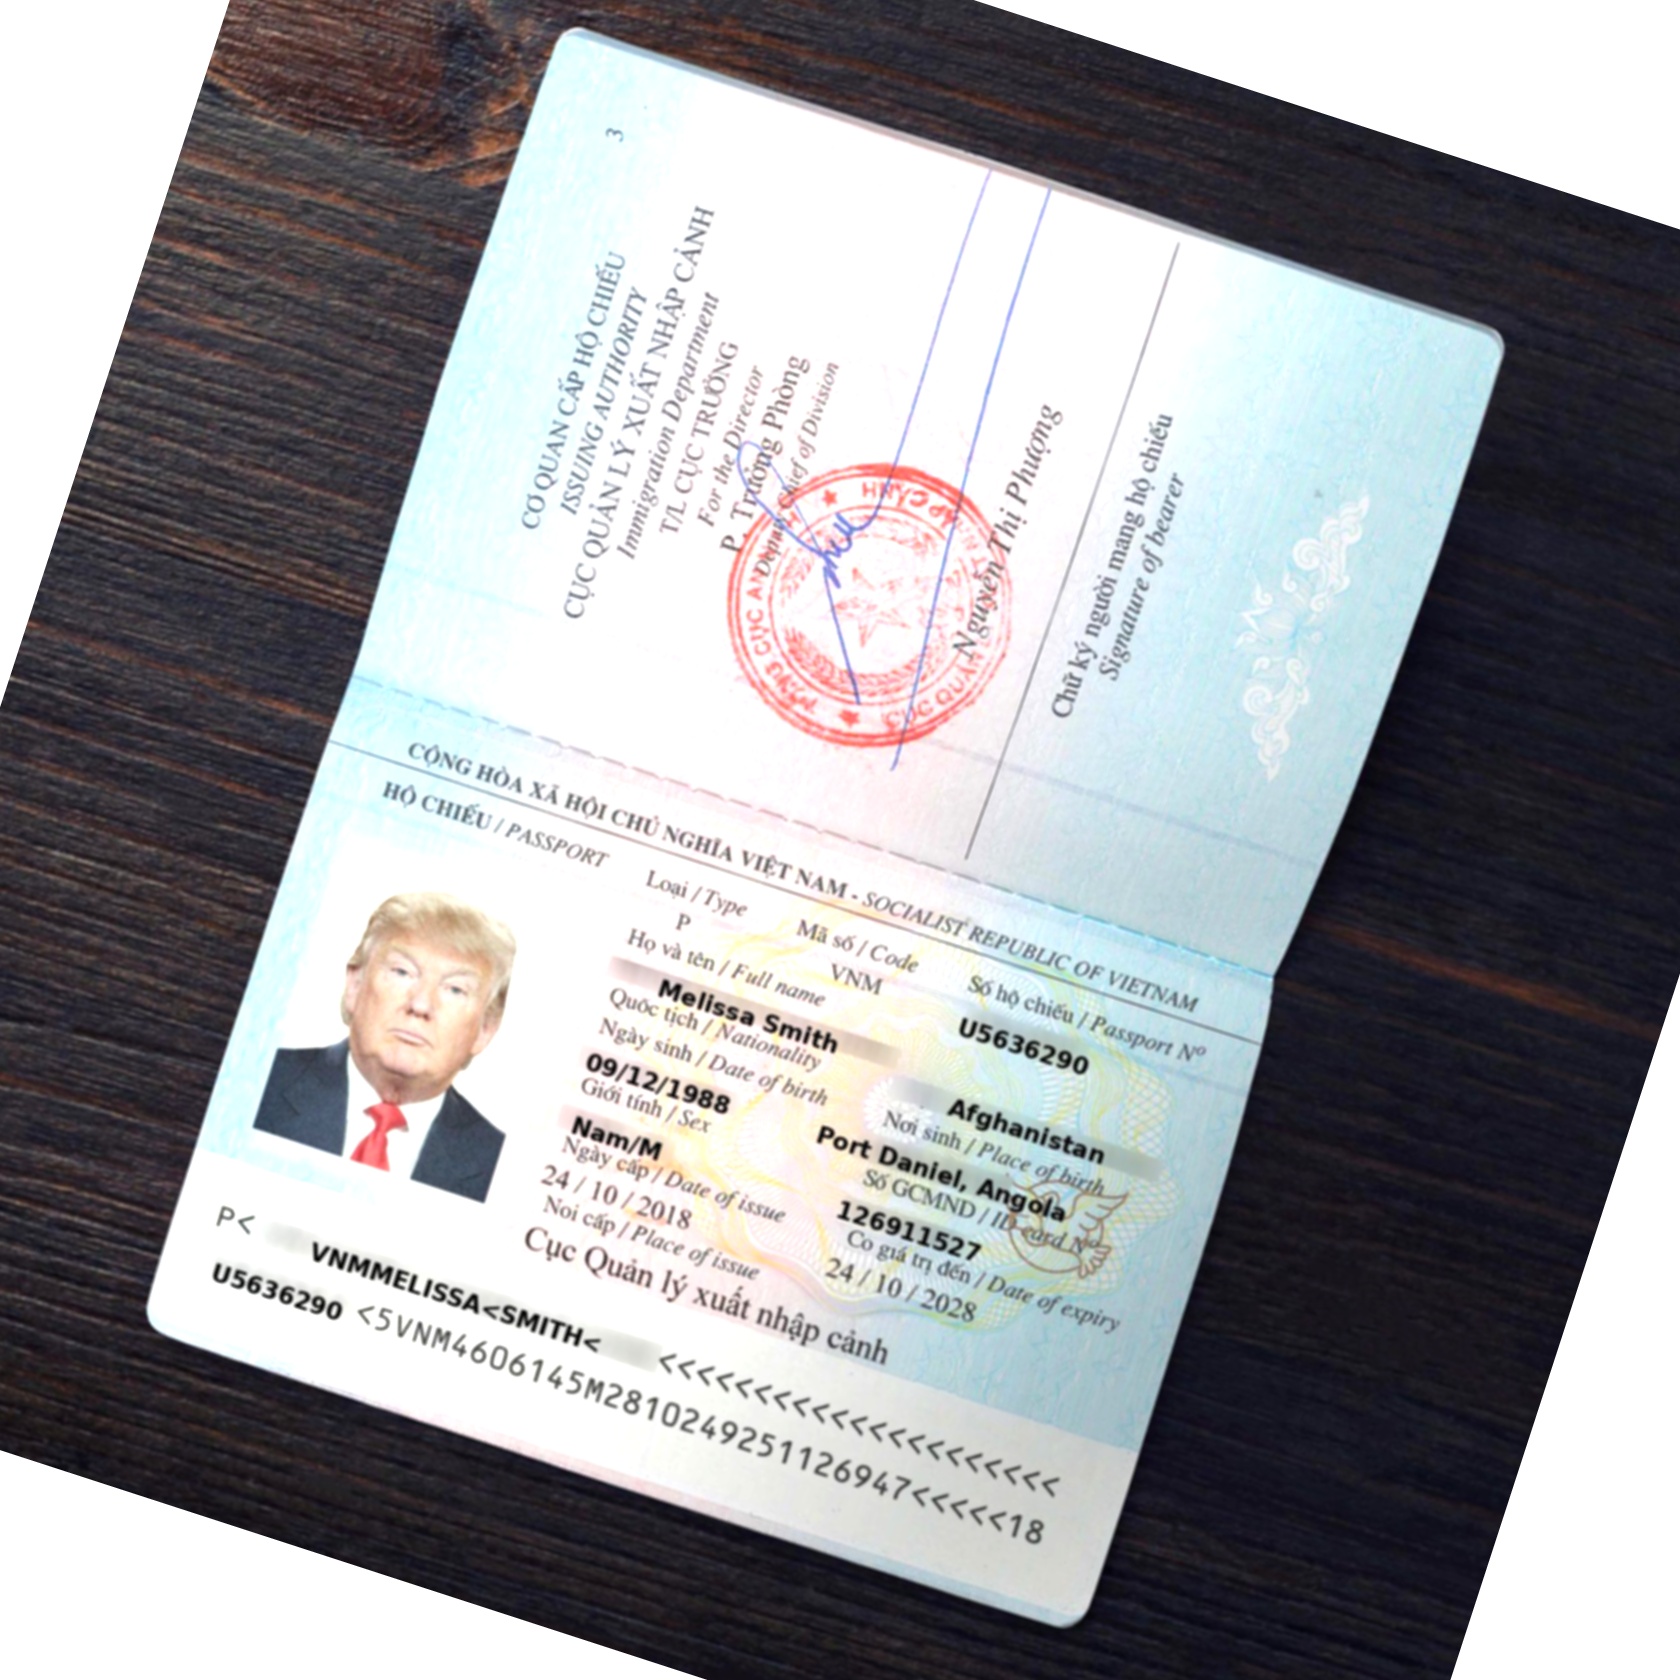 3
CƠ QUAN CẤP HỘ CHIẾU
ISSUING AUTHORITY
CỤC QUẢN LÝ XUẤT NHẬP CẢNH
Immigration Department
T/L CỤC TRƯỞNG
For the Director
P. Trưởng Phòng
Deputy Chief of Division
Nguyễn Thị Phượng
Chữ ký người mang hộ chiếu
Signature of bearer
CỘNG HÒA XÃ HỘI CHỦ NGHĨA VIỆT NAM - SOCIALIST REPUBLIC OF VIETNAM
HỘ CHIẾU / PASSPORT
Loại / Type
Mã số / Code
Số hộ chiếu / Passport Nº
P
VNM
U5636290
Họ và tên / Full name
Melissa Smith
Quốc tịch / Nationality
Afghanistan
Ngày sinh / Date of birth
Nơi sinh / Place of birth
09/12/1988
Port Daniel, Angola
Giới tính / Sex
Số GCMND / ID card Nº
Nam/M
126911527
Ngày cấp / Date of issue
Co giá trị đến / Date of expiry
24 / 10 / 2018
24 / 10 / 2028
Noi cấp / Place of issue
Cục Quản lý xuất nhập cảnh
P< VNMMELISSA<SMITH< <<<<<<<<<<<<<<<<<<<<<<
U5636290 <5VNM4606145M2810249251126947<<<<<18